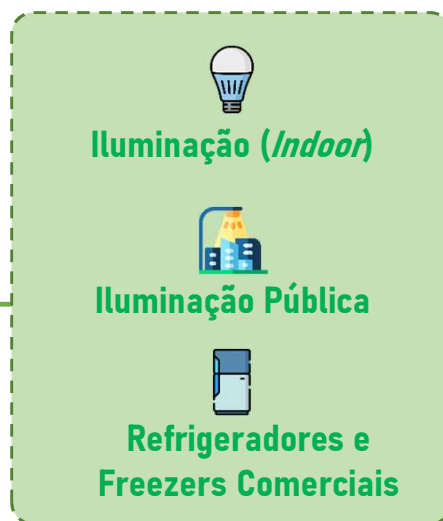 Iluminação (Indoor)
Iluminação Pública
Refrigeradores e
Freezers Comerciais